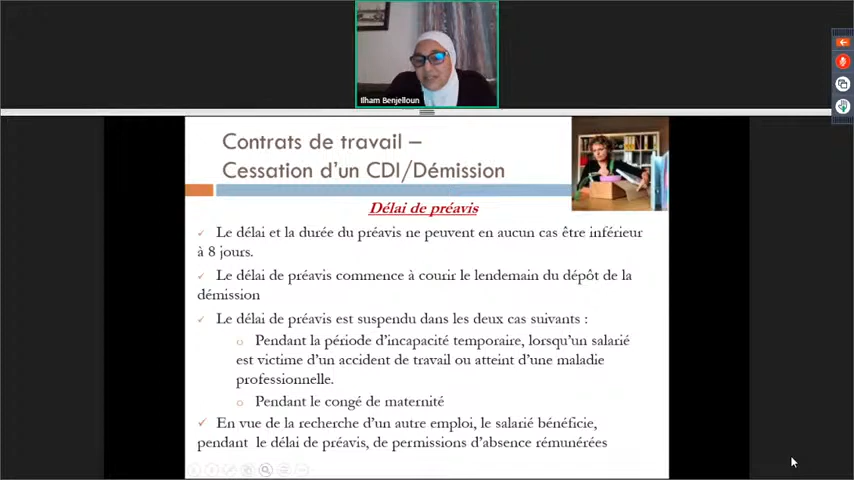 Ilham Benjelloun
Contrats de travail –
Cessation d'un CDI/Démission
Délai de préavis
Le délai et la durée du préavis ne peuvent en aucun cas être inférieur
à 8 jours.
Le délai de préavis commence à courir le lendemain du dépôt de la
démission
Le délai de préavis est suspendu dans les deux cas suivants :
Pendant la période d'incapacité temporaire, lorsqu'un salarié
est victime d'un accident de travail ou atteint d'une maladie
professionnelle.
Pendant le congé de maternité
En vue de la recherche d'un autre emploi, le salarié bénéficie,
pendant le délai de préavis, de permissions d'absence rémunérées